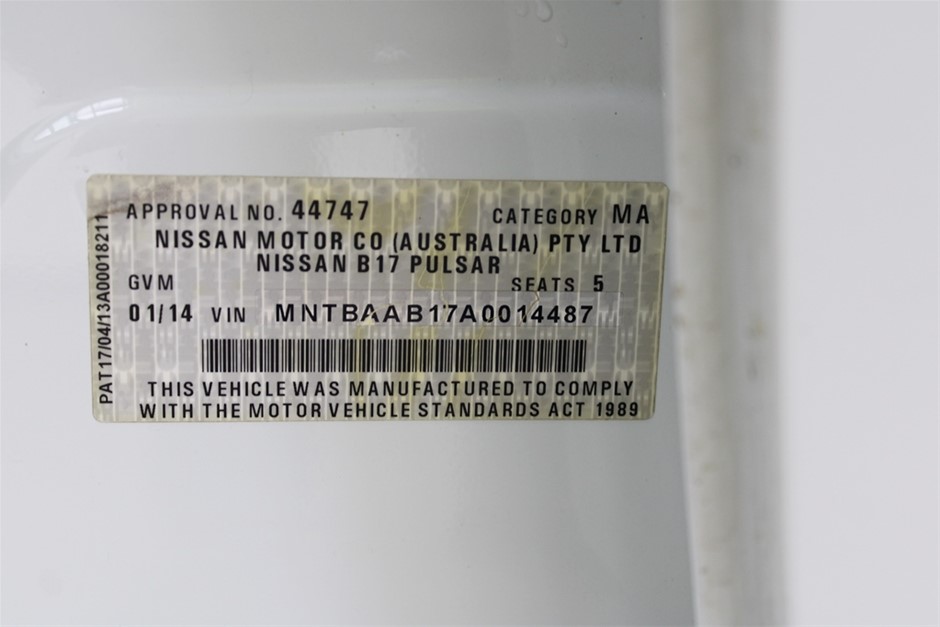 APPROVAL NO. 44747 CATEGORY MA
NISSAN MOTOR CO (AUSTRALIA) PTY LTD
NISSAN B17 PULSAR
GVM SEATS 5
01/14 VIN MNTBAAB17A0014487
THIS VEHICLE WAS MANUFACTURED TO COMPLY
WITH THE MOTOR VEHICLE STANDARDS ACT 1989
PAT17/04/13A00018211